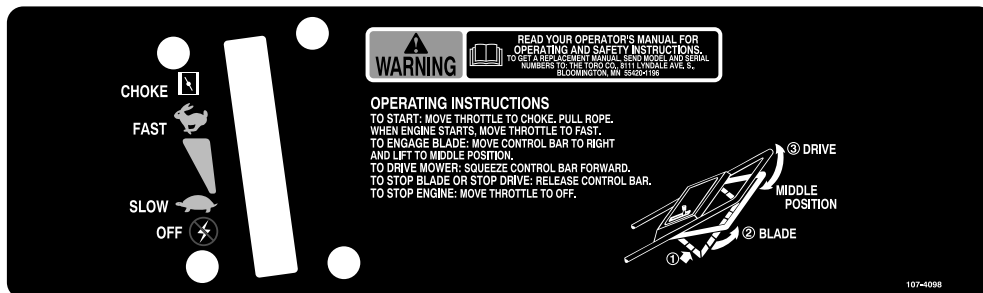 CHOKE
FAST
SLOW
OFF
WARNING
READ YOUR OPERATOR'S MANUAL FOR
OPERATING AND SAFETY INSTRUCTIONS.
TO GET A REPLACEMENT MANUAL, SEND MODEL AND SERIAL
NUMBERS TO: THE TORO CO., 8111 LYNDALE AVE. S.,
BLOOMINGTON, MN 55420-1196
OPERATING INSTRUCTIONS
TO START: MOVE THROTTLE TO CHOKE. PULL ROPE.
WHEN ENGINE STARTS, MOVE THROTTLE TO FAST.
TO ENGAGE BLADE: MOVE CONTROL BAR TO RIGHT
AND LIFT TO MIDDLE POSITION.
TO DRIVE MOWER: SQUEEZE CONTROL BAR FORWARD.
TO STOP BLADE OR STOP DRIVE: RELEASE CONTROL BAR.
TO STOP ENGINE: MOVE THROTTLE TO OFF.
③ DRIVE
MIDDLE
POSITION
② BLADE
①
107-4098